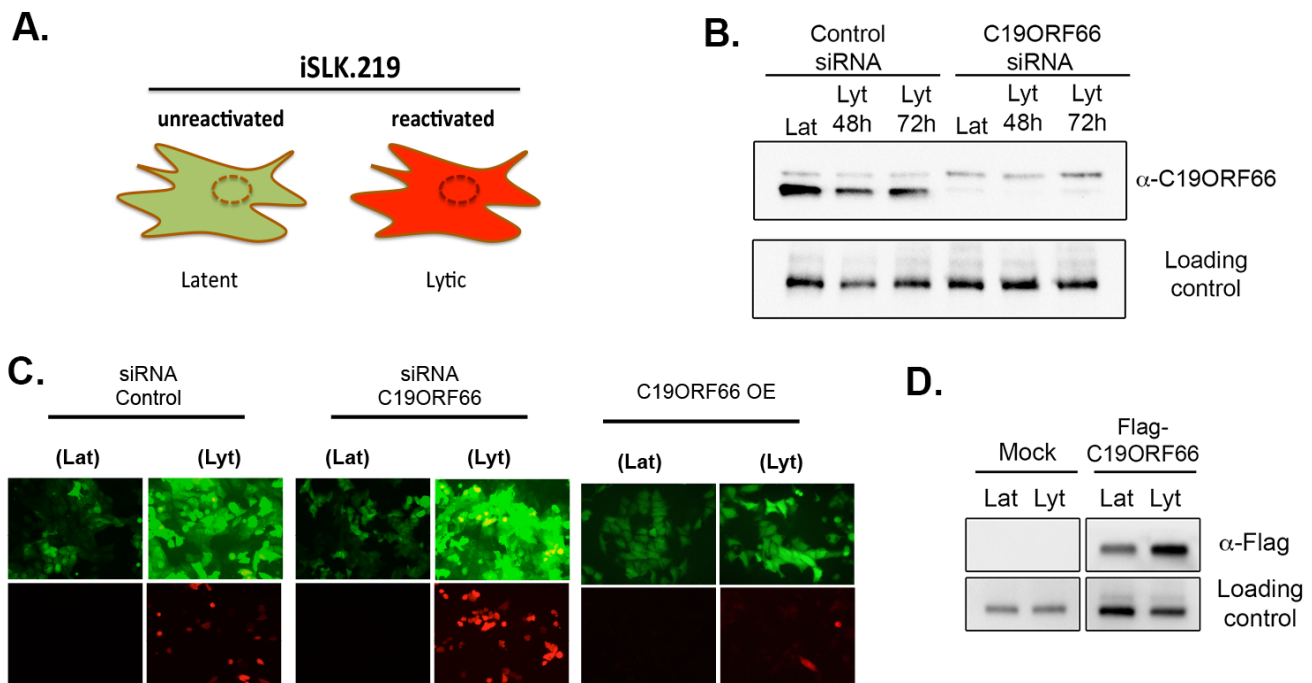 A.
iSLK.219
unreactivated reactivated
Latent Lytic
B.
Control siRNA C19ORF66 siRNA
Lat Lyt 48h Lyt 72h Lat Lyt 48h Lyt 72h
α-C19ORF66
Loading control
C.
siRNA Control siRNA C19ORF66 C19ORF66 OE
(Lat) (Lyt) (Lat) (Lyt) (Lat) (Lyt)
D.
Mock Flag-C19ORF66
Lat Lyt Lat Lyt
α-Flag
Loading control